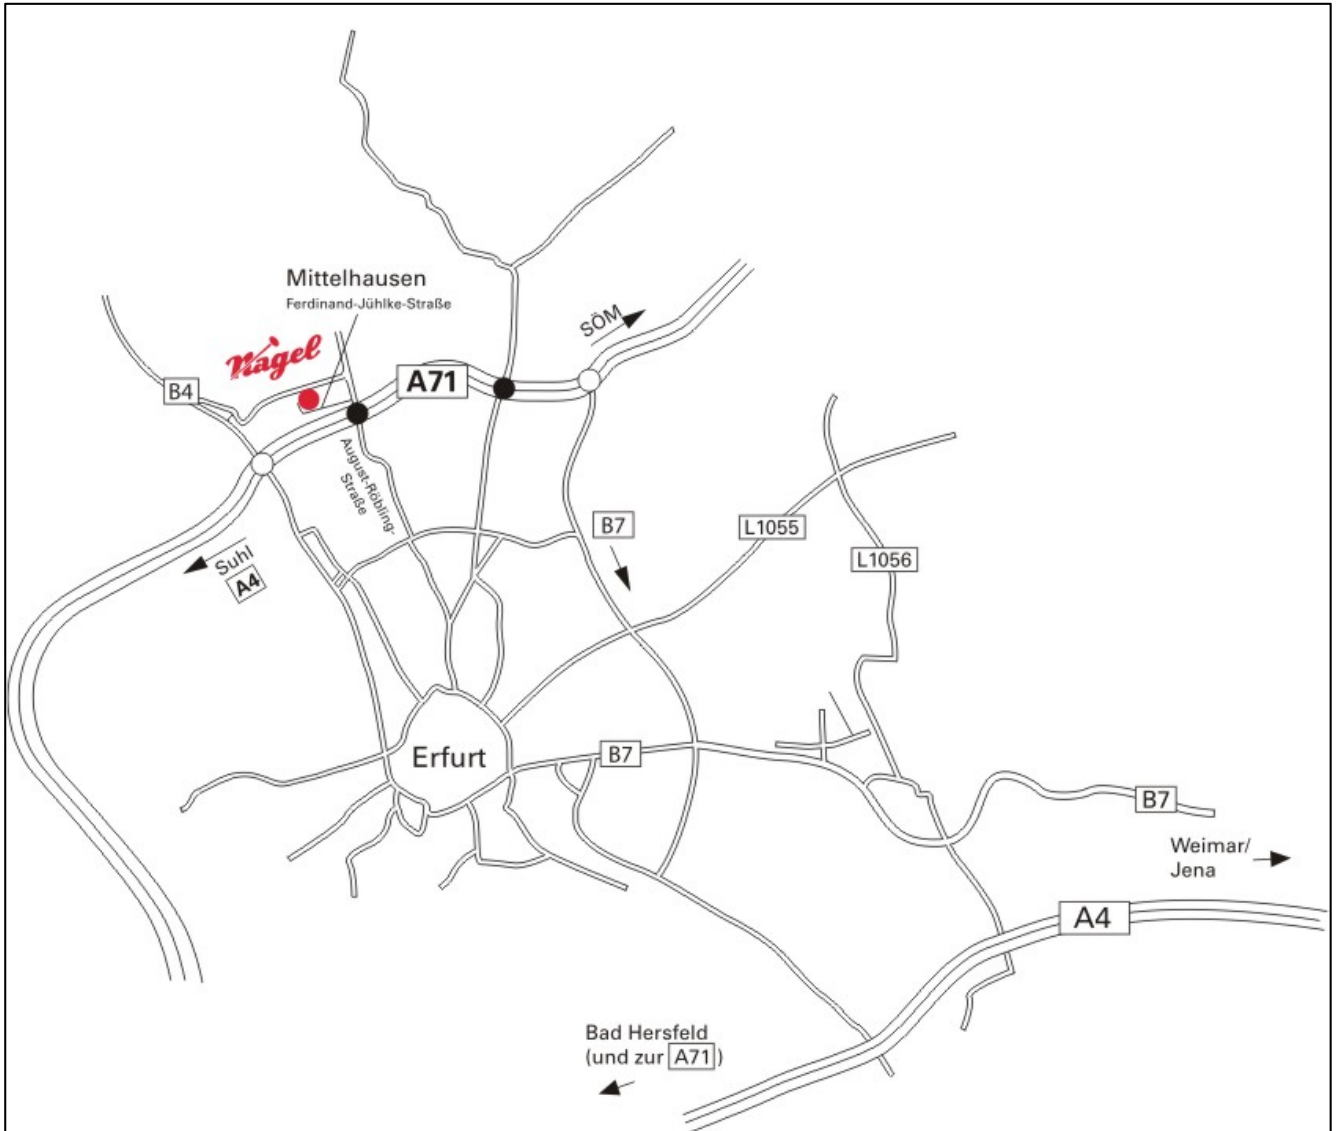 Mittelhausen
Ferdinand-Jühlke-Straße
SÖM
Nagel
A71
B4
August-Röbling-
Straße
B7
L1055
L1056
Suhl
A4
Erfurt
B7
B7
Weimar/
Jena
A4
Bad Hersfeld
(und zur A71)